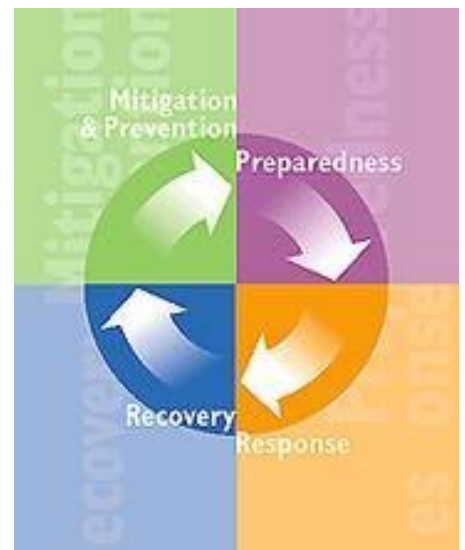 Mitigation
& Prevention
Preparedness
Recovery
Response